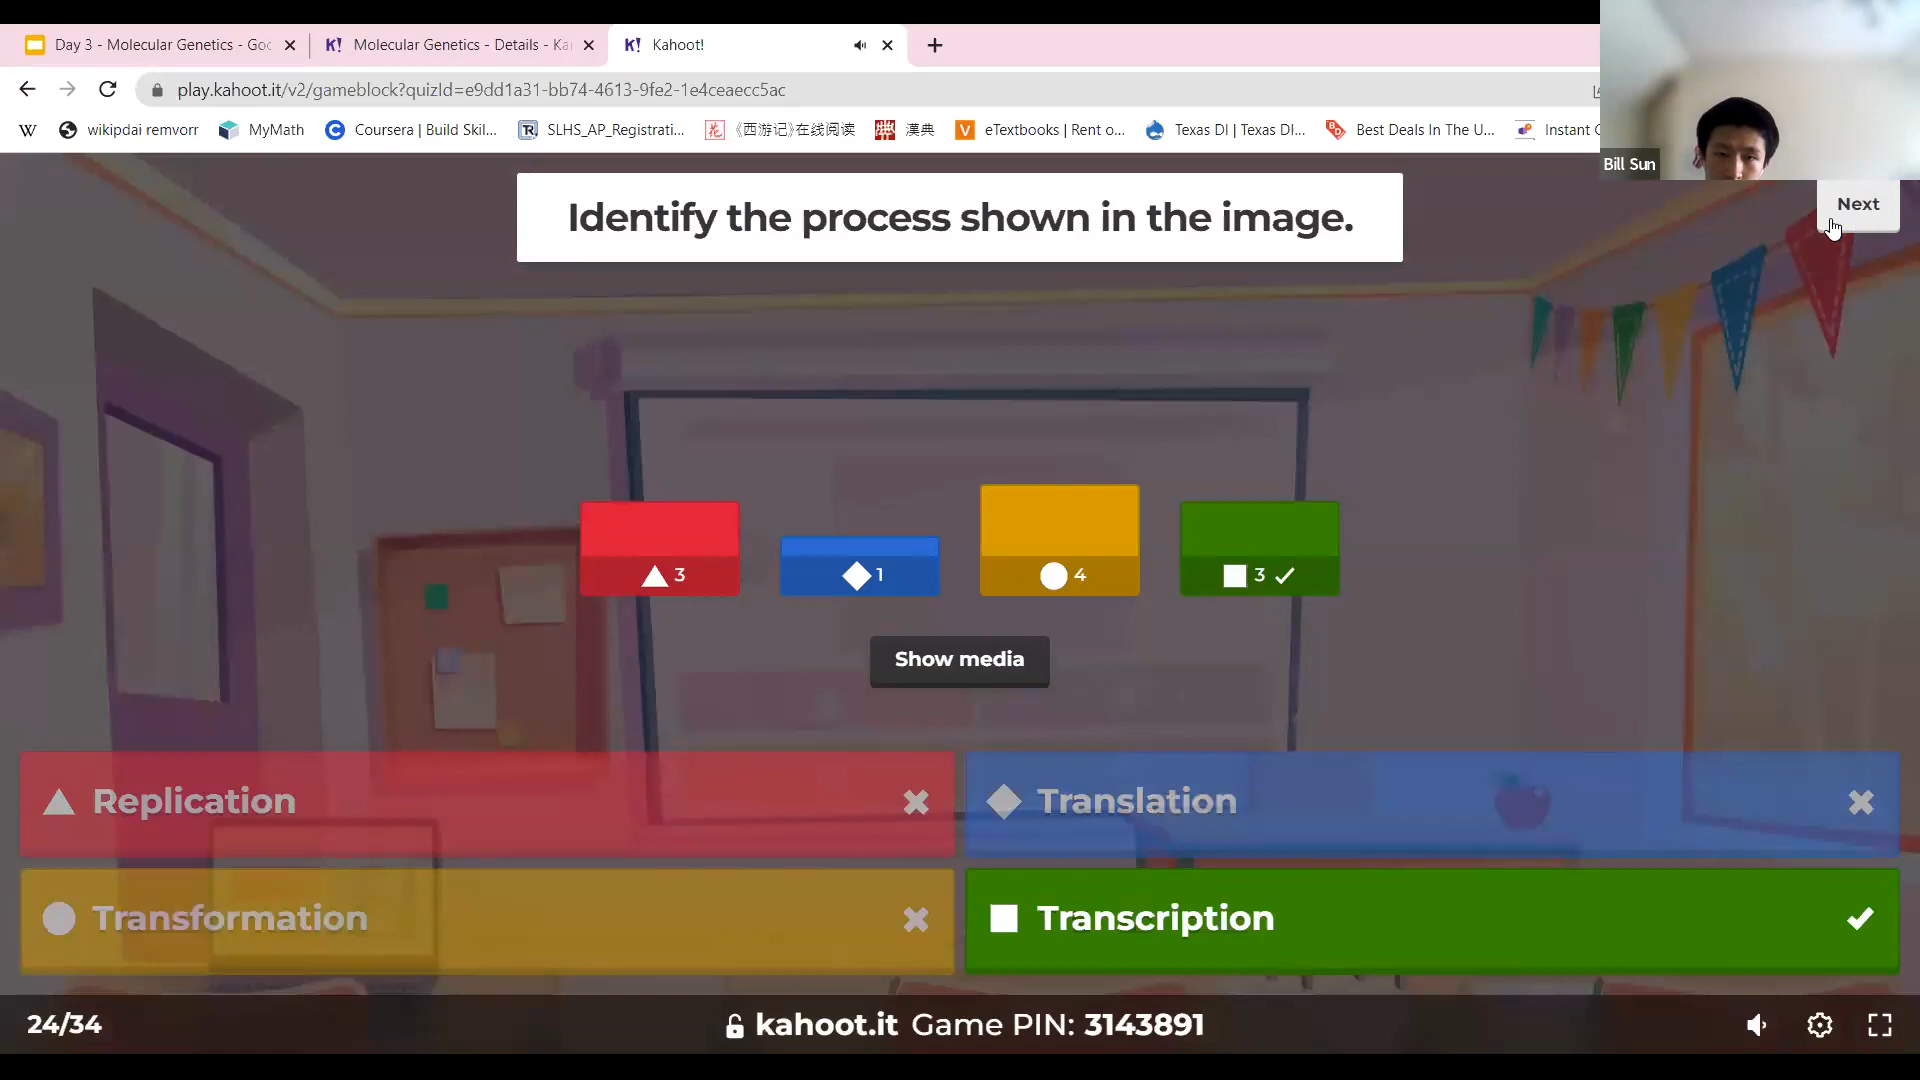 Day 3 - Molecular Genetics - Goo
Molecular Genetics - Details - Ka
Kahoot!
play.kahoot.it/v2/gameblock?quizId=e9dd1a31-bb74-4613-9fe2-1e4ceaecc5ac
wikipdai remvorr
MyMath
Coursera | Build Skil...
SLHS_AP_Registrati...
《西游记》在线阅读
漢典
eTextbooks | Rent o...
Texas DI | Texas DI...
Best Deals In The U...
Instant
Bill Sun
Identify the process shown in the image.
Next
3
1
4
3
Show media
Replication
Translation
Transformation
Transcription
24/34
kahoot.it Game PIN: 3143891